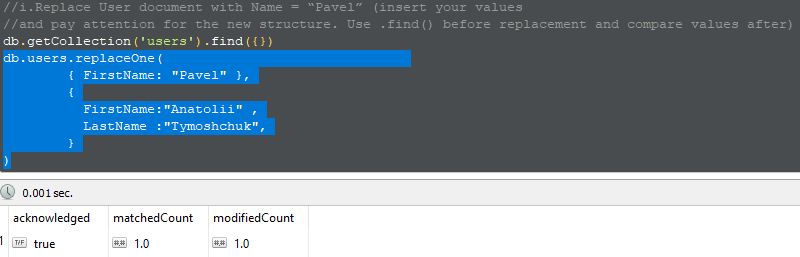 //i.Replace User document with Name = “Pavel” (insert your values
//and pay attention for the new structure. Use .find() before replacement and compare values after)
db.getCollection('users').find({})
db.users.replaceOne(
{ FirstName: "Pavel" },
{
FirstName:"Anatolii" ,
LastName :"Tymoshchuk",
}
)
0.001 sec.
acknowledged matchedCount modifiedCount
1 T/F true #.# 1.0 #.# 1.0